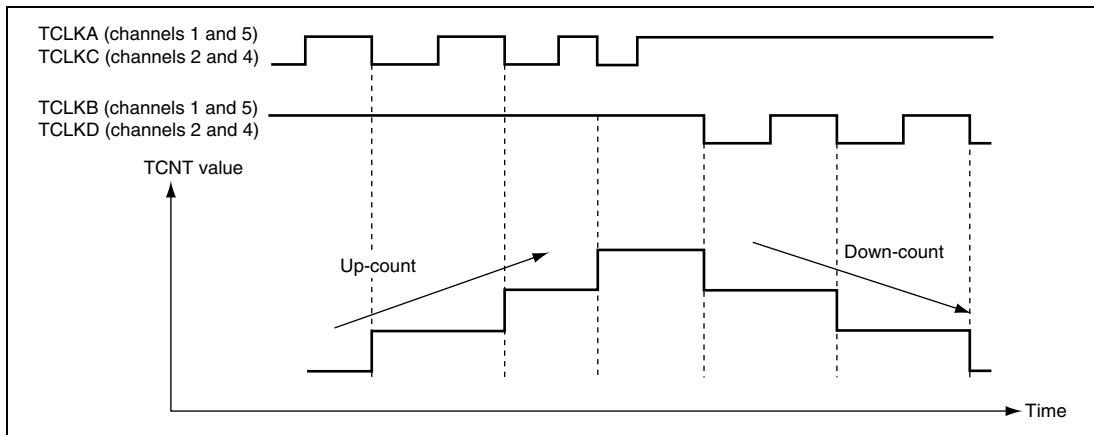 TCLKA (channels 1 and 5)
TCLKC (channels 2 and 4)
TCLKB (channels 1 and 5)
TCLKD (channels 2 and 4)
TCNT value
Up-count
Down-count
Time